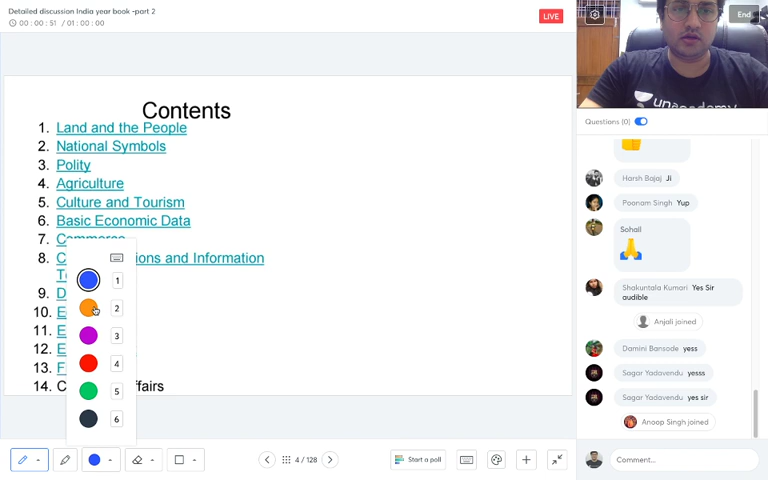 Detailed discussion India year book -part 2
00 : 00 : 51 / 01 : 00 : 00
LIVE
End
unacademy
Contents
1. Land and the People
2. National Symbols
3. Polity
4. Agriculture
5. Culture and Tourism
6. Basic Economic Data
7. Commerce
8. C ions and Information
T
9. D
10. E
11. E
12. E
13. F
14. C ffairs
1
2
3
4
5
6
4 / 128
Start a poll
Questions (0)
Harsh Bajaj Ji
Poonam Singh Yup
Sohail
Shakuntala Kumari Yes Sir
audible
Anjali joined
Damini Bansode yess
Sagar Yadavendu yesss
Sagar Yadavendu yes sir
Anoop Singh joined
Comment...